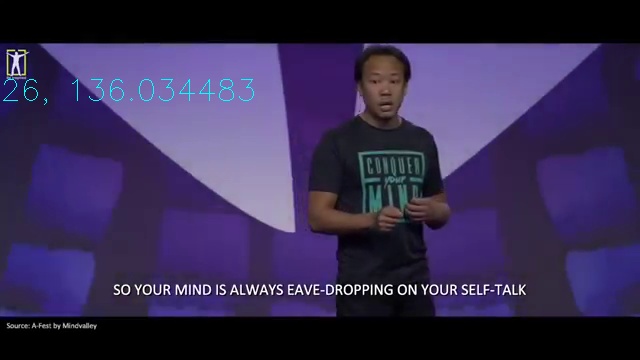 26, 136.034483
CONQUER
YOUR
MIND
SO YOUR MIND IS ALWAYS EAVE-DROPPING ON YOUR SELF-TALK
Source: A-Fest by Mindvalley